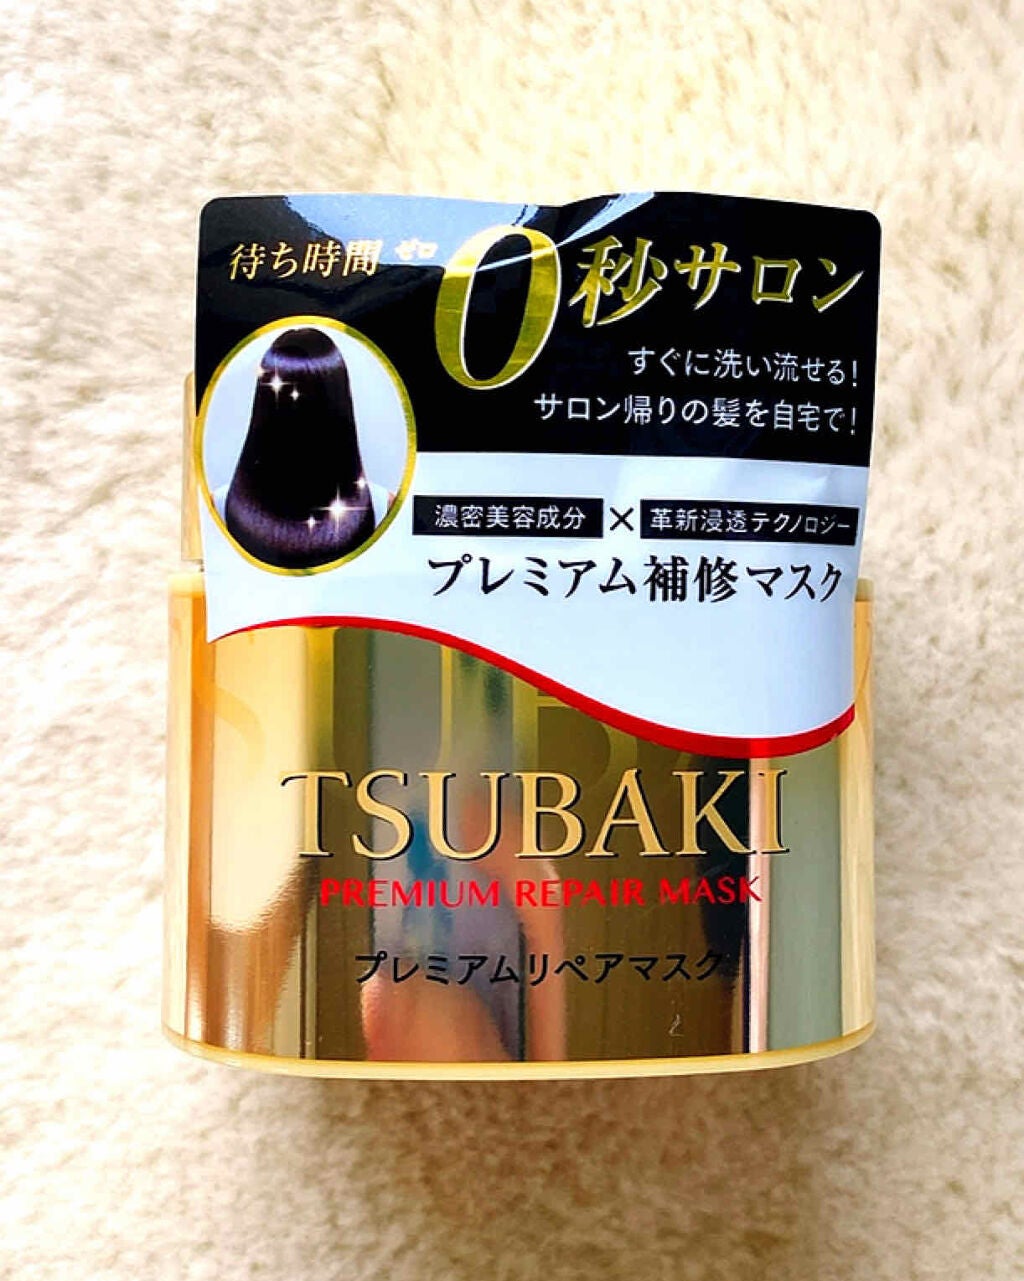 待ち時間 ゼロ 0秒サロン
すぐに洗い流せる!
サロン帰りの髪を自宅で!
濃密美容成分×革新浸透テクノロジー
プレミアム補修マスク
TSUBAKI
PREMIUM REPAIR MASK
プレミアムリペアマスク